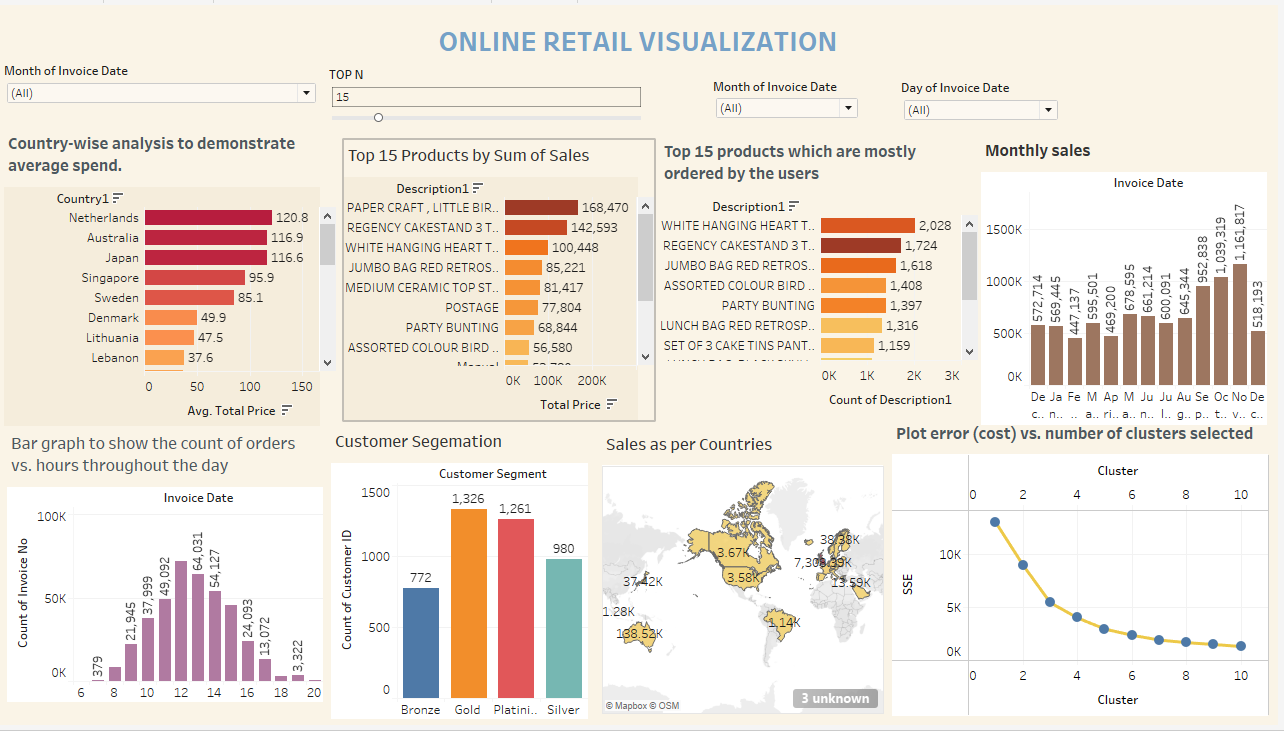 ONLINE RETAIL VISUALIZATION
Month of Invoice Date
(All)
TOP N
15
Month of Invoice Date
(All)
Day of Invoice Date
(All)
Country-wise analysis to demonstrate
average spend.
Country1
Netherlands 120.8
Australia 116.9
Japan 116.6
Singapore 95.9
Sweden 85.1
Denmark 49.9
Lithuania 47.5
Lebanon 37.6
0 50 100 150
Avg. Total Price
Top 15 Products by Sum of Sales
Description1
PAPER CRAFT , LITTLE BIR.. 168,470
REGENCY CAKESTAND 3 T.. 142,593
WHITE HANGING HEART T.. 100,448
JUMBO BAG RED RETROS.. 85,221
MEDIUM CERAMIC TOP ST.. 81,417
POSTAGE 77,804
PARTY BUNTING 68,844
ASSORTED COLOUR BIRD .. 56,580
Manual
0K 100K 200K
Total Price
Top 15 products which are mostly
ordered by the users
Description1
WHITE HANGING HEART T.. 2,028
REGENCY CAKESTAND 3 T.. 1,724
JUMBO BAG RED RETROS.. 1,618
ASSORTED COLOUR BIRD .. 1,408
PARTY BUNTING 1,397
LUNCH BAG RED RETROSP.. 1,316
SET OF 3 CAKE TINS PANT.. 1,159
0K 1K 2K 3K
Count of Description1
Monthly sales
Invoice Date
1500K
1000K
500K
0K
572,714
569,445
447,137
595,501
469,200
678,595
661,214
600,091
645,344
952,838
1,039,319
1,161,817
518,193
De Ja Fe M Ap M Ju Ju Au Se Oc No De
c.. n.. .. a.. ri.. a.. n.. l.. g.. p.. t.. v.. c..
Bar graph to show the count of orders
vs. hours throughout the day
Invoice Date
Count of Invoice No
100K
50K
0K
379
21,945
37,999
49,092
64,031
54,127
24,093
13,072
3,322
6 8 10 12 14 16 18 20
Customer Segemation
Customer Segment
Count of Customer ID
1500
1000
500
0
772
1,326
1,261
980
Bronze Gold Platini.. Silver
Sales as per Countries
38.38K
3.67K
3.58K
37.42K
13.59K
1.28K
138.52K
1.14K
3 unknown
© Mapbox © OSM
Plot error (cost) vs. number of clusters selected
Cluster
0 2 4 6 8 10
SSE
10K
5K
0K
0 2 4 6 8 10
Cluster